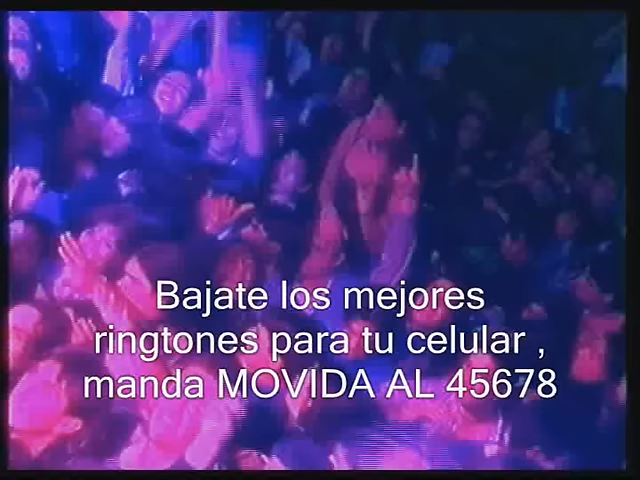 Bajate los mejores
ringtones para tu celular ,
manda MOVIDA AL 45678